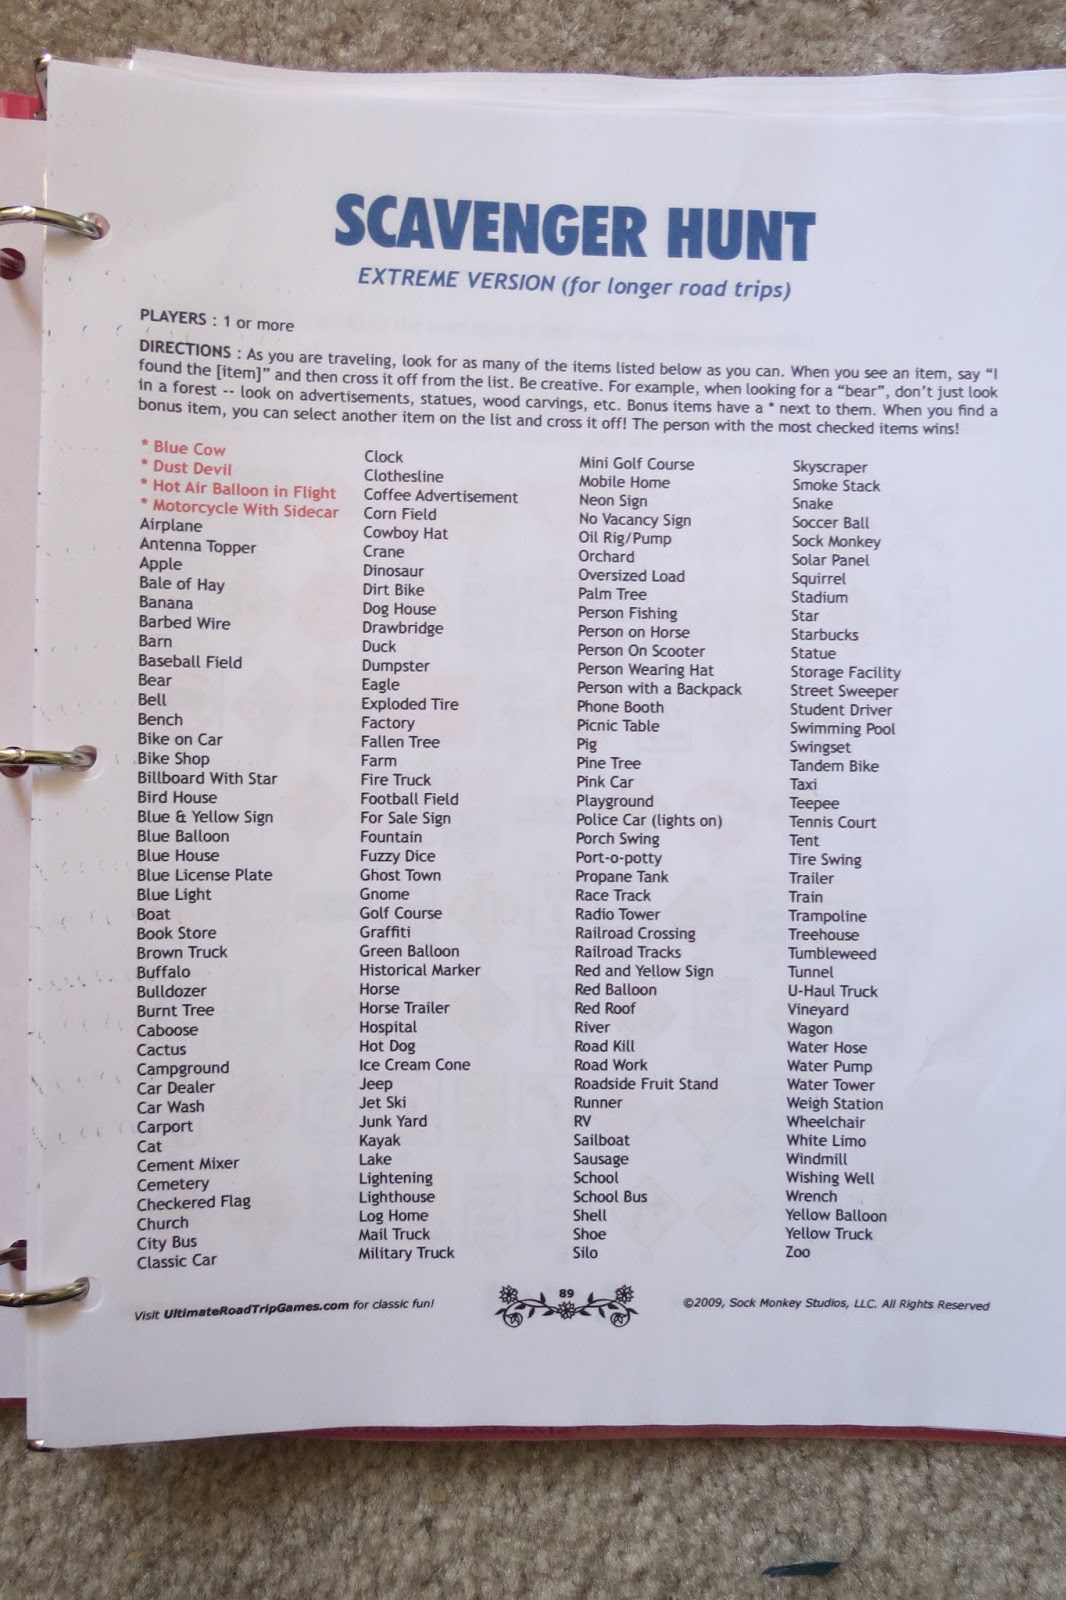 SCAVENGER HUNT
EXTREME VERSION (for longer road trips)
PLAYERS : 1 or more
DIRECTIONS : As you are traveling, look for as many of the items listed below as you can. When you see an item, say “I
found the [item]” and then cross it off from the list. Be creative. For example, when looking for a “bear”, don’t just look
in a forest -- look on advertisements, statues, wood carvings, etc. Bonus items have a * next to them. When you find a
bonus item, you can select another item on the list and cross it off! The person with the most checked items wins!
* Blue Cow
* Dust Devil
* Hot Air Balloon in Flight
* Motorcycle With Sidecar
Airplane
Antenna Topper
Apple
Bale of Hay
Banana
Barbed Wire
Barn
Baseball Field
Bear
Bell
Bench
Bike on Car
Bike Shop
Billboard With Star
Bird House
Blue & Yellow Sign
Blue Balloon
Blue House
Blue License Plate
Blue Light
Boat
Book Store
Brown Truck
Buffalo
Bulldozer
Burnt Tree
Caboose
Cactus
Campground
Car Dealer
Car Wash
Carport
Cat
Cement Mixer
Cemetery
Checkered Flag
Church
City Bus
Classic Car
Clock
Clothesline
Coffee Advertisement
Corn Field
Cowboy Hat
Crane
Dinosaur
Dirt Bike
Dog House
Drawbridge
Duck
Dumpster
Eagle
Exploded Tire
Factory
Fallen Tree
Farm
Fire Truck
Football Field
For Sale Sign
Fountain
Fuzzy Dice
Ghost Town
Gnome
Golf Course
Graffiti
Green Balloon
Historical Marker
Horse
Horse Trailer
Hospital
Hot Dog
Ice Cream Cone
Jeep
Jet Ski
Junk Yard
Kayak
Lake
Lightening
Lighthouse
Log Home
Mail Truck
Military Truck
Mini Golf Course
Mobile Home
Neon Sign
No Vacancy Sign
Oil Rig/Pump
Orchard
Oversized Load
Palm Tree
Person Fishing
Person on Horse
Person On Scooter
Person Wearing Hat
Person with a Backpack
Phone Booth
Picnic Table
Pig
Pine Tree
Pink Car
Playground
Police Car (lights on)
Porch Swing
Port-o-potty
Propane Tank
Race Track
Radio Tower
Railroad Crossing
Railroad Tracks
Red and Yellow Sign
Red Balloon
Red Roof
River
Road Kill
Road Work
Roadside Fruit Stand
Runner
RV
Sailboat
Sausage
School
School Bus
Shell
Shoe
Silo
Skyscraper
Smoke Stack
Snake
Soccer Ball
Sock Monkey
Solar Panel
Squirrel
Stadium
Star
Starbucks
Statue
Storage Facility
Street Sweeper
Student Driver
Swimming Pool
Swingset
Tandem Bike
Taxi
Teepee
Tennis Court
Tent
Tire Swing
Trailer
Train
Trampoline
Treehouse
Tumbleweed
Tunnel
U-Haul Truck
Vineyard
Wagon
Water Hose
Water Pump
Water Tower
Weigh Station
Wheelchair
White Limo
Windmill
Wishing Well
Wrench
Yellow Balloon
Yellow Truck
Zoo
Visit UltimateRoadTripGames.com for classic fun!
89
©2009, Sock Monkey Studios, LLC. All Rights Reserved